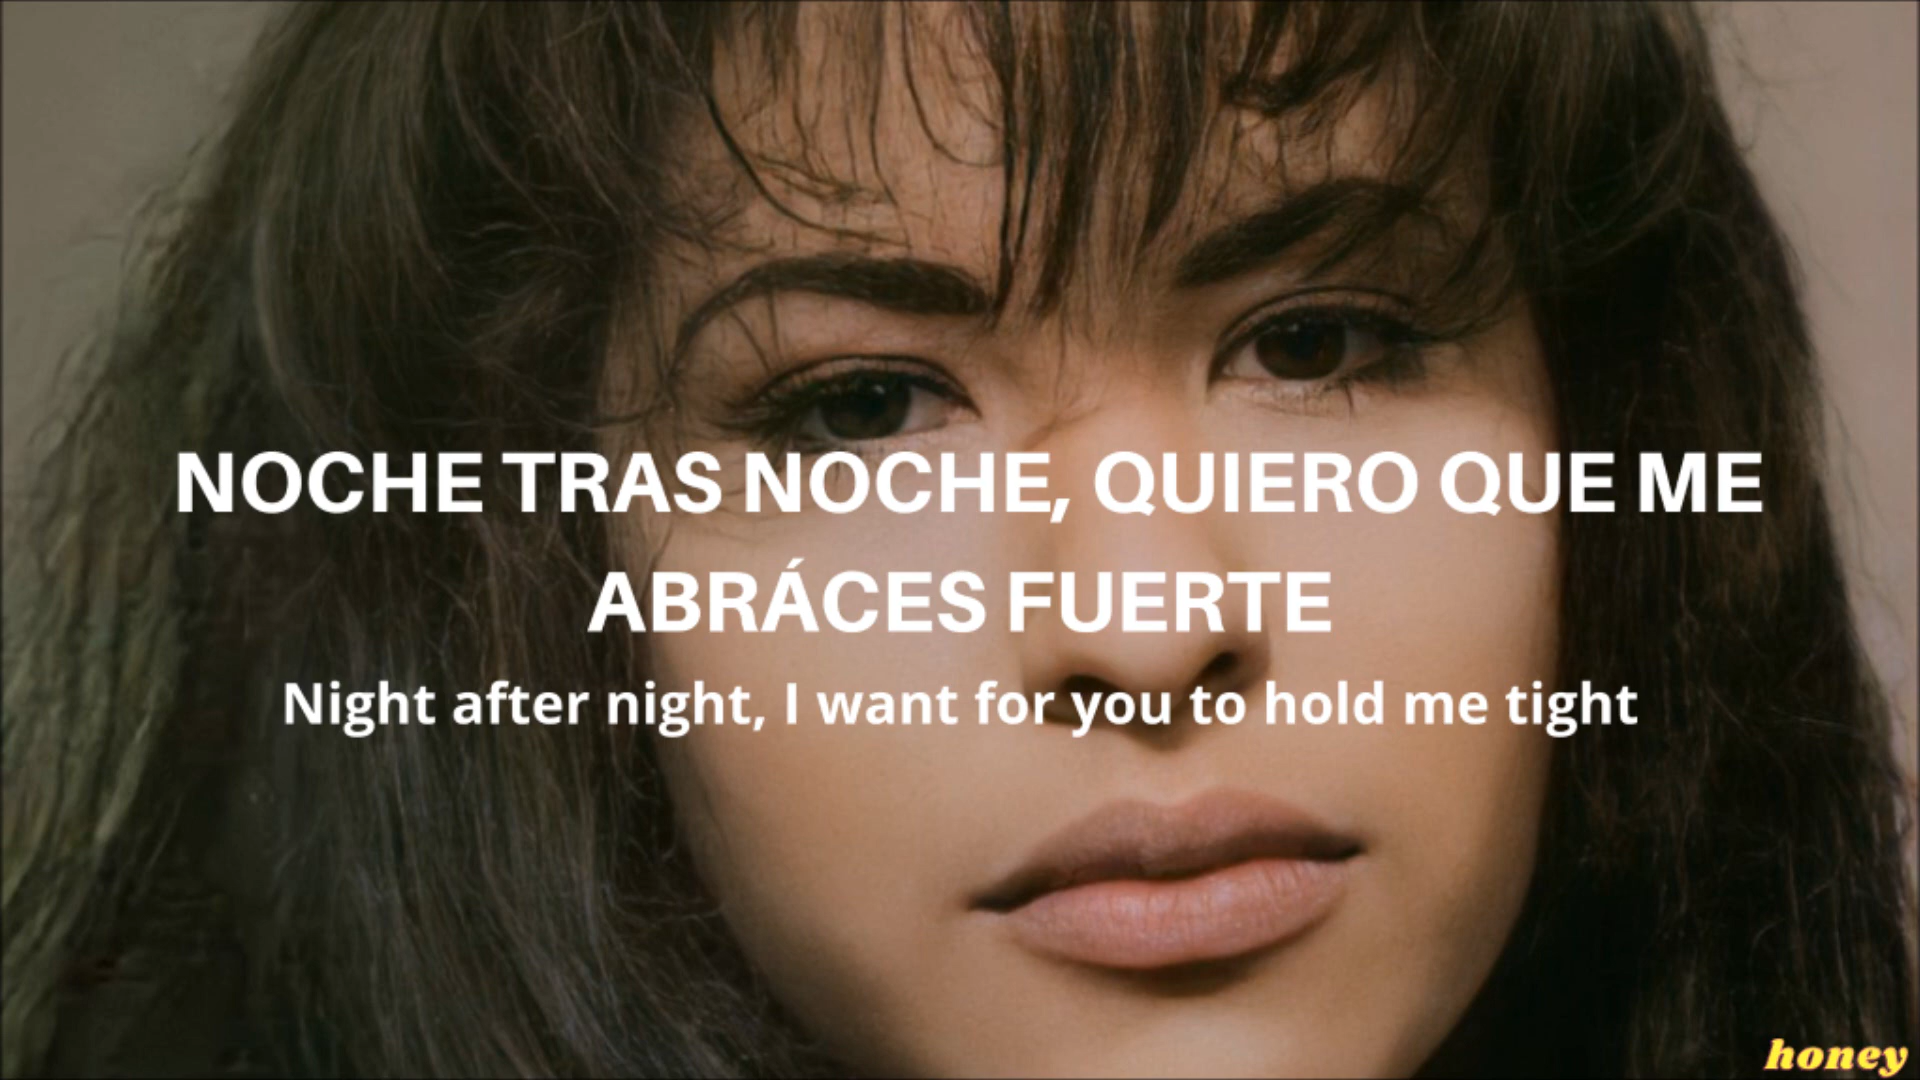 NOCHE TRAS NOCHE, QUIERO QUE ME
ABRÁCES FUERTE
Night after night, I want for you to hold me tight
honey